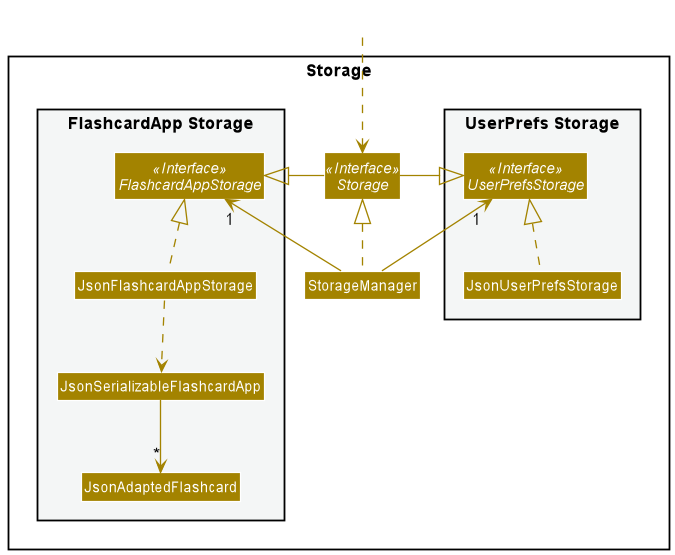 Storage
FlashcardApp Storage
UserPrefs Storage
«Interface»
FlashcardAppStorage
«Interface»
Storage
«Interface»
UserPrefsStorage
1
1
JsonFlashcardAppStorage
StorageManager
JsonUserPrefsStorage
JsonSerializableFlashcardApp
*
JsonAdaptedFlashcard